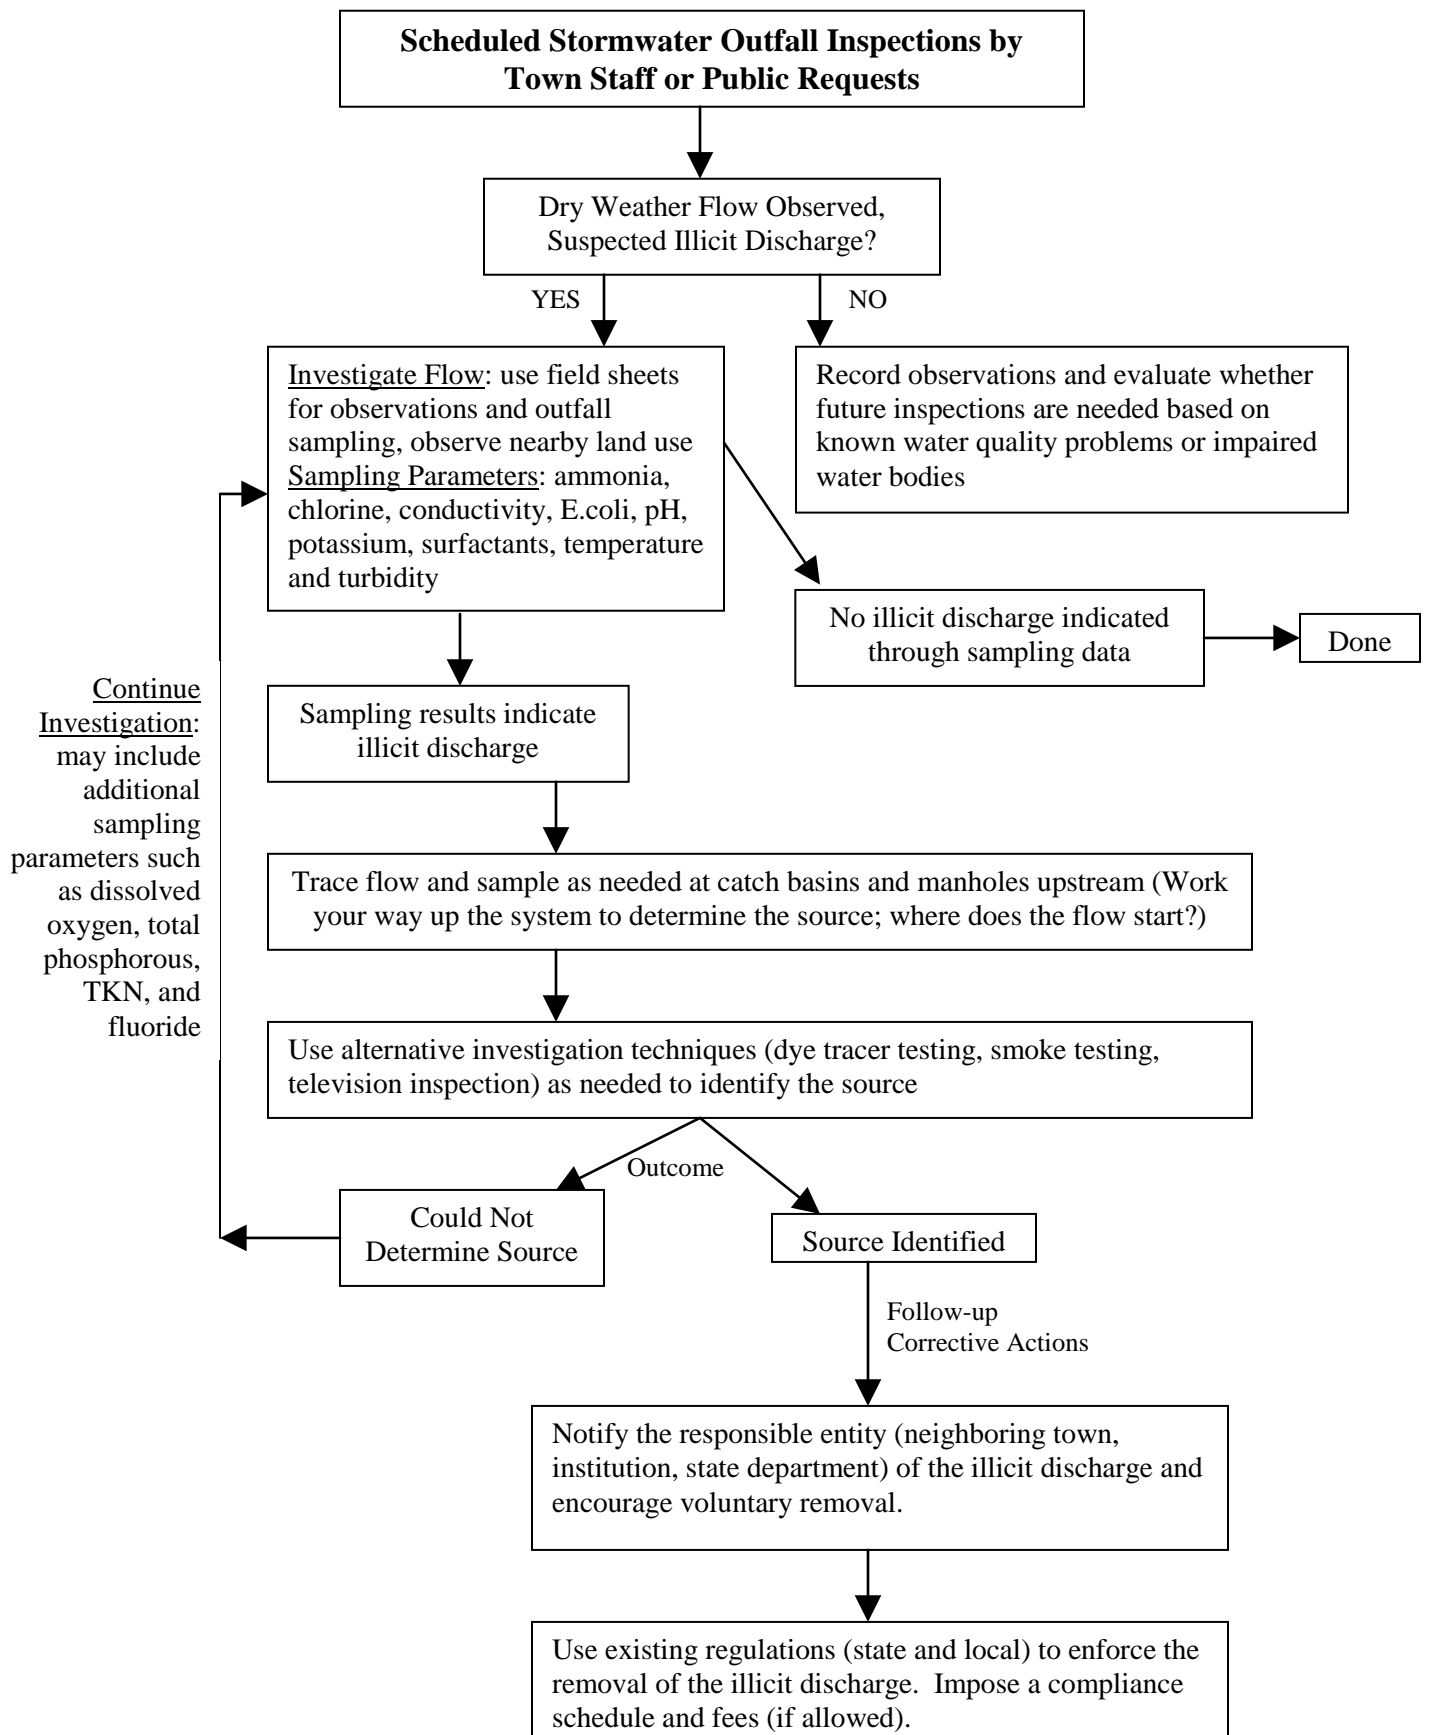 Scheduled Stormwater Outfall Inspections by
Town Staff or Public Requests
Dry Weather Flow Observed,
Suspected Illicit Discharge?
YES
NO
Investigate Flow: use field sheets
for observations and outfall
sampling, observe nearby land use
Sampling Parameters: ammonia,
chlorine, conductivity, E.coli, pH,
potassium, surfactants, temperature
and turbidity
Record observations and evaluate whether
future inspections are needed based on
known water quality problems or impaired
water bodies
No illicit discharge indicated
through sampling data
Done
Continue
Investigation:
may include
additional
sampling
parameters such
as dissolved
oxygen, total
phosphorous,
TKN, and
fluoride
Sampling results indicate
illicit discharge
Trace flow and sample as needed at catch basins and manholes upstream (Work
your way up the system to determine the source; where does the flow start?)
Use alternative investigation techniques (dye tracer testing, smoke testing,
television inspection) as needed to identify the source
Outcome
Could Not
Determine Source
Source Identified
Follow-up
Corrective Actions
Notify the responsible entity (neighboring town,
institution, state department) of the illicit discharge and
encourage voluntary removal.
Use existing regulations (state and local) to enforce the
removal of the illicit discharge.  Impose a compliance
schedule and fees (if allowed).